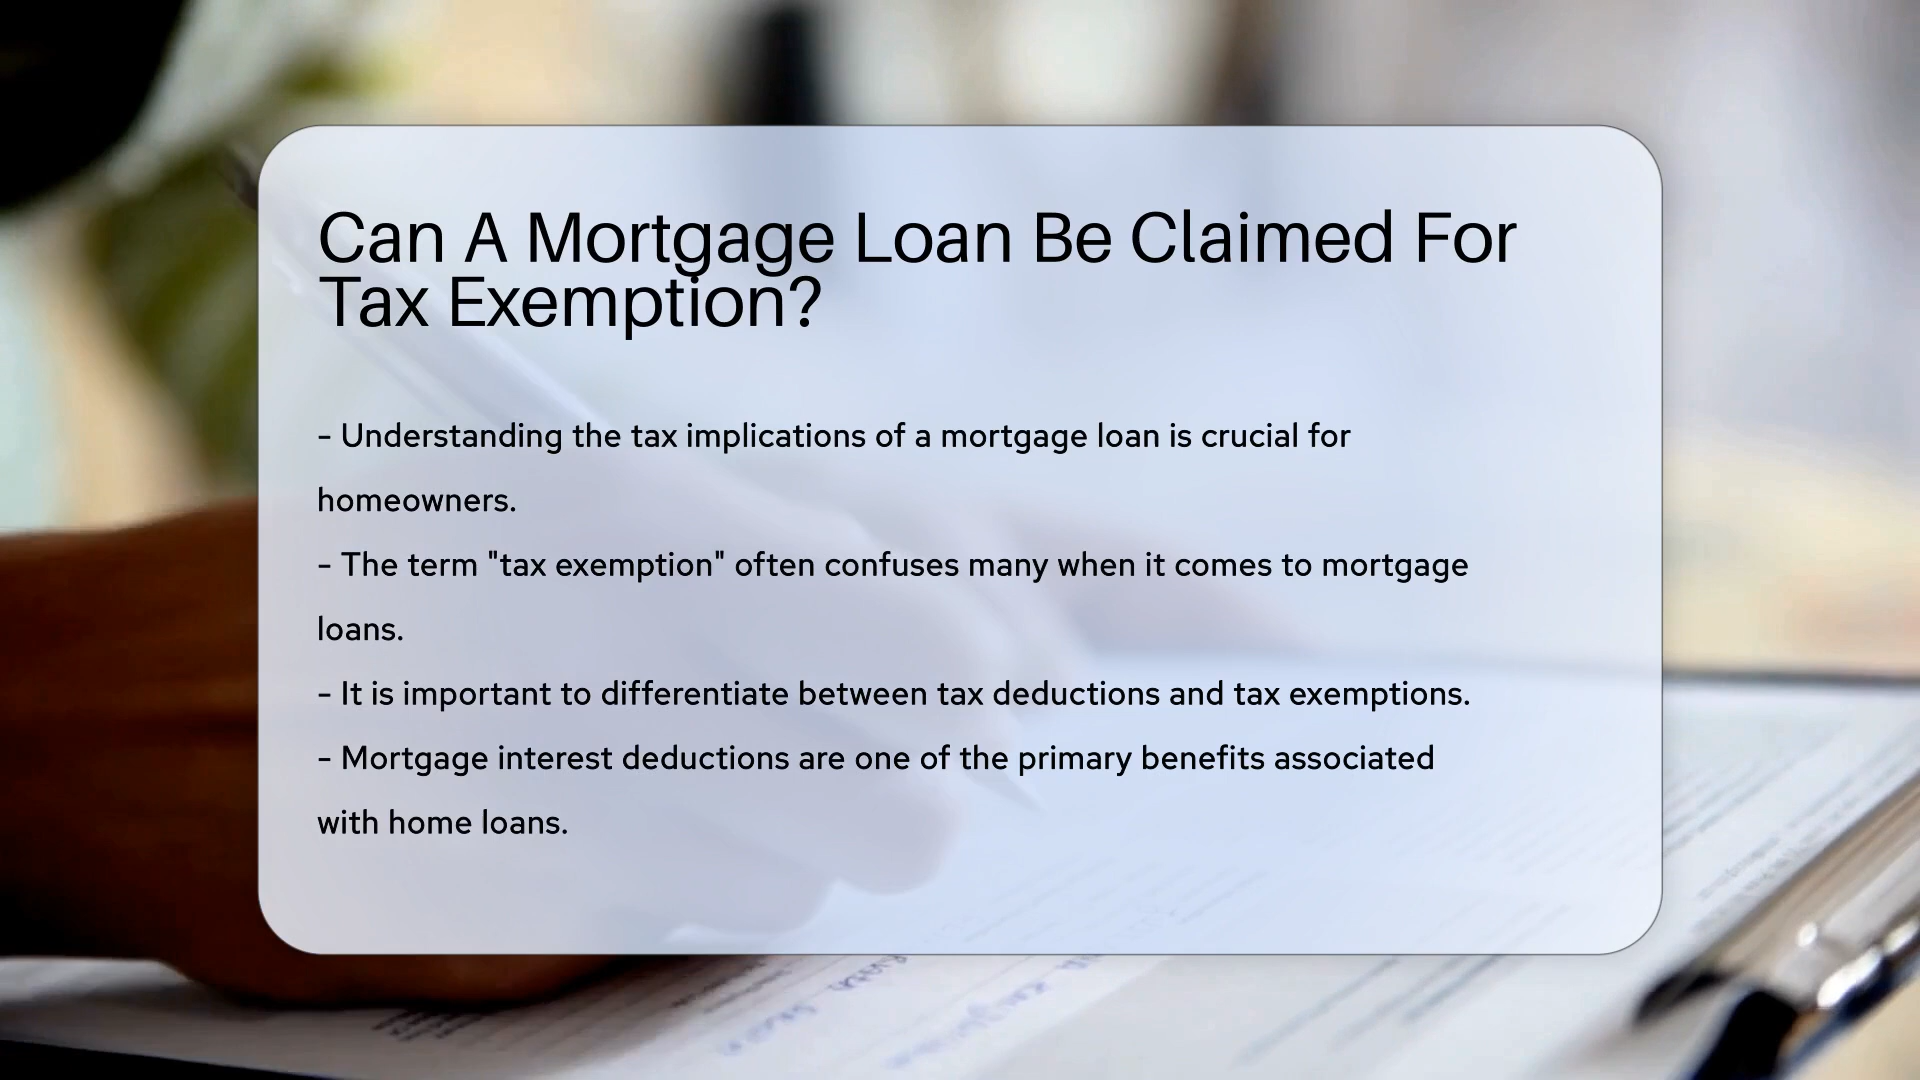 Can A Mortgage Loan Be Claimed For
Tax Exemption?
- Understanding the tax implications of a mortgage loan is crucial for
homeowners.
- The term "tax exemption" often confuses many when it comes to mortgage
loans.
- It is important to differentiate between tax deductions and tax exemptions.
- Mortgage interest deductions are one of the primary benefits associated
with home loans.